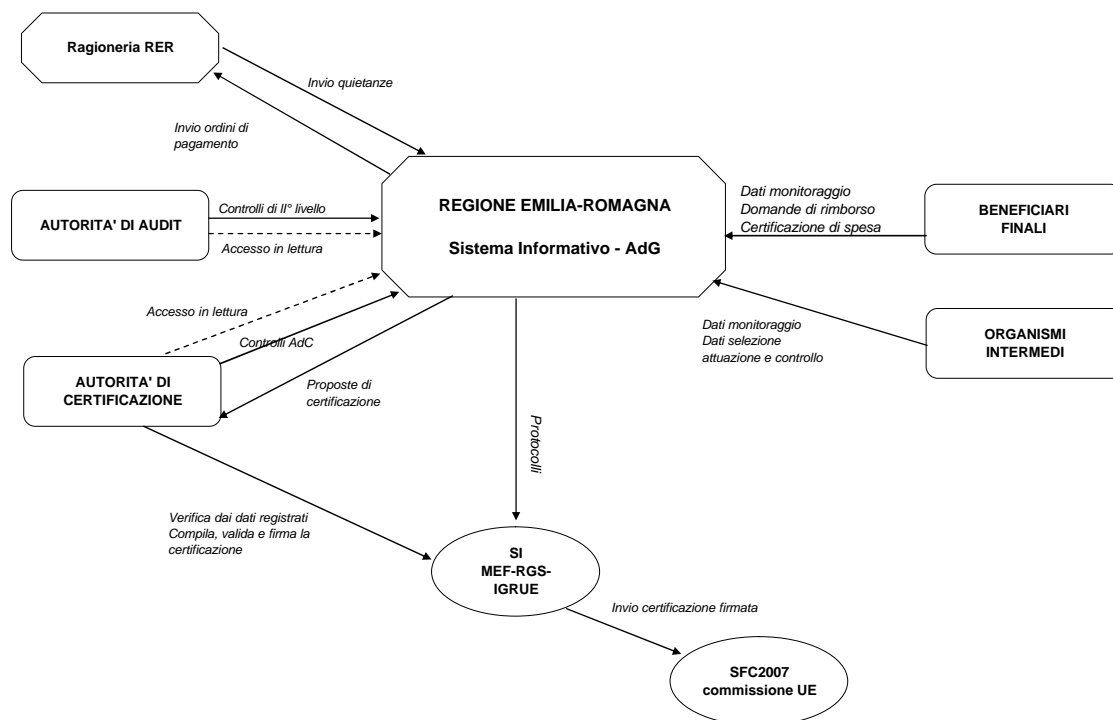 Ragioneria RER
Invio quietanze
Invio ordini di
pagamento
REGIONE EMILIA-ROMAGNA
Sistema Informativo - AdG
Dati monitoraggio
Domande di rimborso
Certificazione di spesa
BENEFICIARI
FINALI
AUTORITA' DI AUDIT
Controlli di II° livello
Accesso in lettura
Accesso in lettura
Controlli AdC
Dati monitoraggio
Dati selezione
attuazione e controllo
ORGANISMI
INTERMEDI
AUTORITA' DI
CERTIFICAZIONE
Proposte di
certificazione
Protocolli
Verifica dai dati registrati
Compila, valida e firma la
certificazione
SI
MEF-RGS-
IGRUE
Invio certificazione firmata
SFC2007
commissione UE